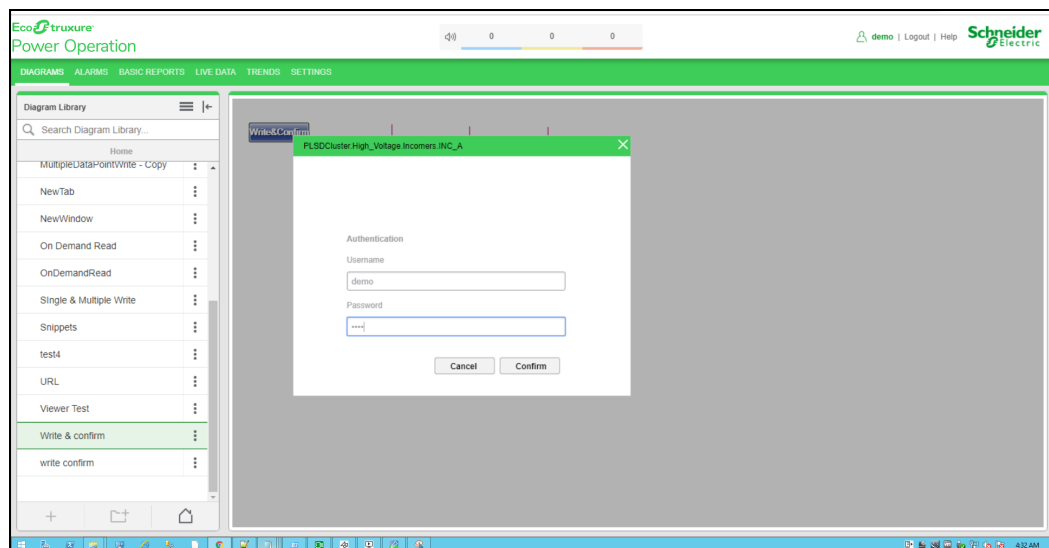 EcoStruxure
Power Operation
0 0 0
demo | Logout | Help
Schneider
Electric
DIAGRAMS ALARMS BASIC REPORTS LIVE DATA TRENDS SETTINGS
Diagram Library
Search Diagram Library...
Home
MultipleDataPointWrite - Copy
NewTab
NewWindow
On Demand Read
OnDemandRead
SIngle & Multiple Write
Snippets
test4
URL
Viewer Test
Write & confirm
write confirm
Write&Confirm
PLSDCluster.High_Voltage.Incomers.INC_A
Authentication
Username
demo
Password
••••
Cancel Confirm
4:32 AM